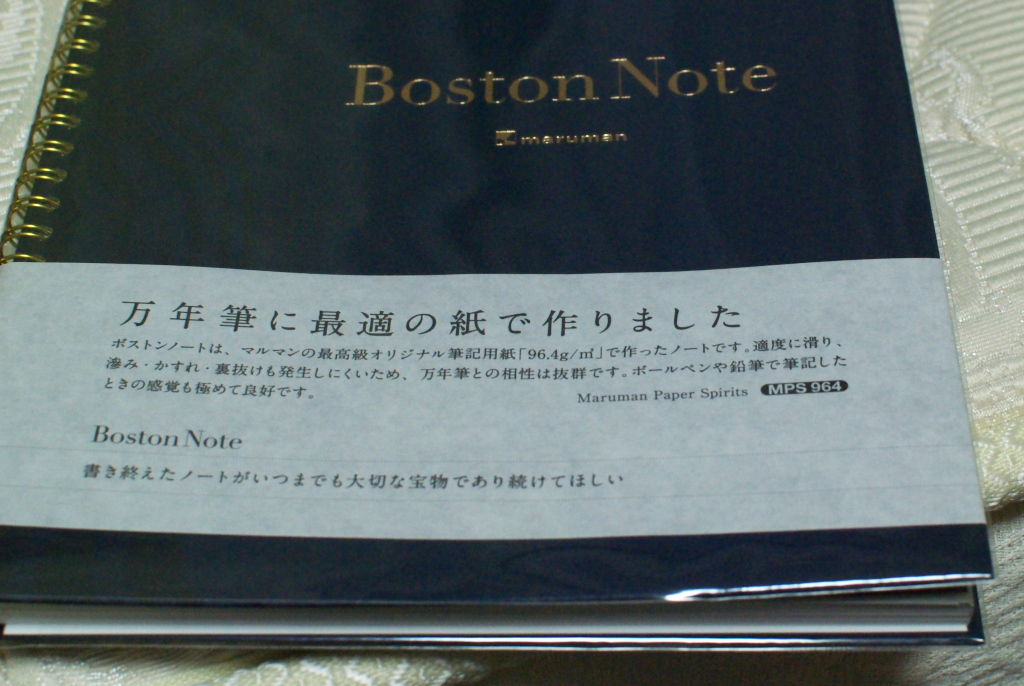 Boston Note
maruman
万年筆に最適の紙で作りました
ボストンノートは、マルマンの最高級オリジナル筆記用紙「96.4g/㎡」で作ったノートです。適度に滑り、
滲み・かすれ・裏抜けも発生しにくいため、万年筆との相性は抜群です。ボールペンや鉛筆で筆記した
ときの感覚も極めて良好です。
Maruman Paper Spirits MPS 964
Boston Note
書き終えたノートがいつまでも大切な宝物であり続けてほしい